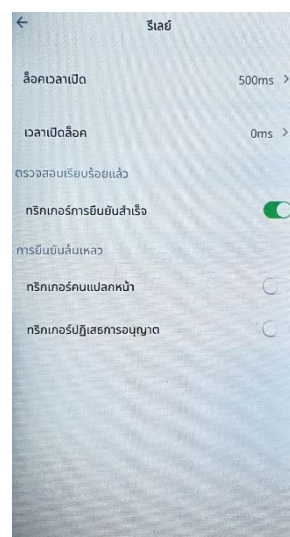 รีเลย์
ล็อคเวลาเปิด 500ms
เวลาเปิดล็อค 0ms
ตรวจสอบเรียบร้อยแล้ว
ทริกเกอร์การยืนยันสำเร็จ
การยืนยันล้มเหลว
ทริกเกอร์คนแปลกหน้า
ทริกเกอร์ปฏิเสธการอนุญาต